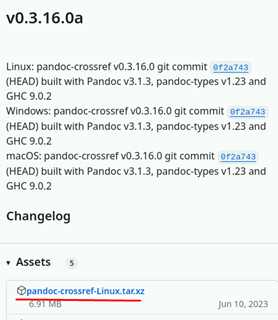 v0.3.16.0a
Linux: pandoc-crossref v0.3.16.0 git commit 0f2a743
(HEAD) built with Pandoc v3.1.3, pandoc-types v1.23 and
GHC 9.0.2
Windows: pandoc-crossref v0.3.16.0 git commit 0f2a743
(HEAD) built with Pandoc v3.1.3, pandoc-types v1.23 and
GHC 9.0.2
macOS: pandoc-crossref v0.3.16.0 git commit 0f2a743
(HEAD) built with Pandoc v3.1.3, pandoc-types v1.23 and
GHC 9.0.2
Changelog
Assets 5
pandoc-crossref-Linux.tar.xz
6.91 MB Jun 10, 2023